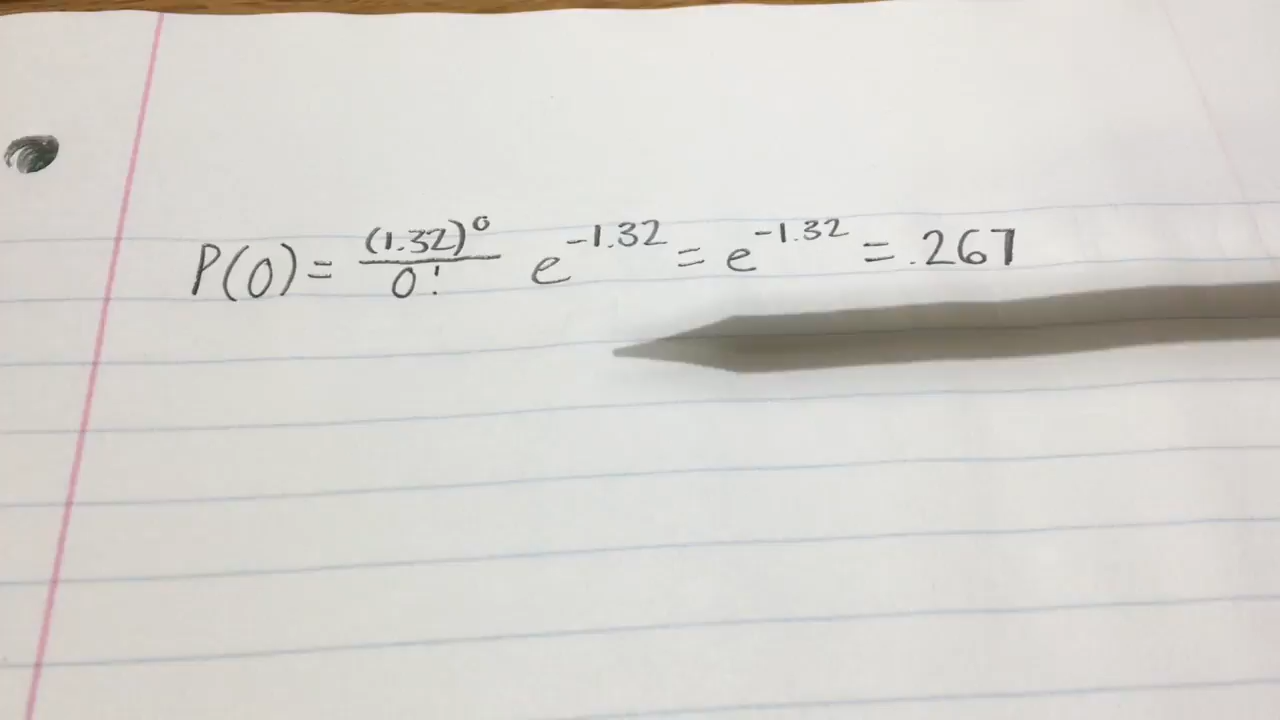 P(0) = (1.32)^0 / 0! e^-1.32 = e^-1.32 = .267